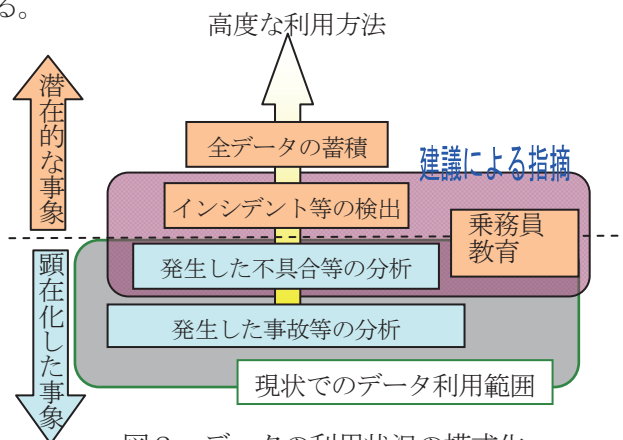 る。
高度な利用方法
潜在的な事象
全データの蓄積
建議による指摘
インシデント等の検出
乗務員
教育
発生した不具合等の分析
顕在化した事象
発生した事故等の分析
現状でのデータ利用範囲